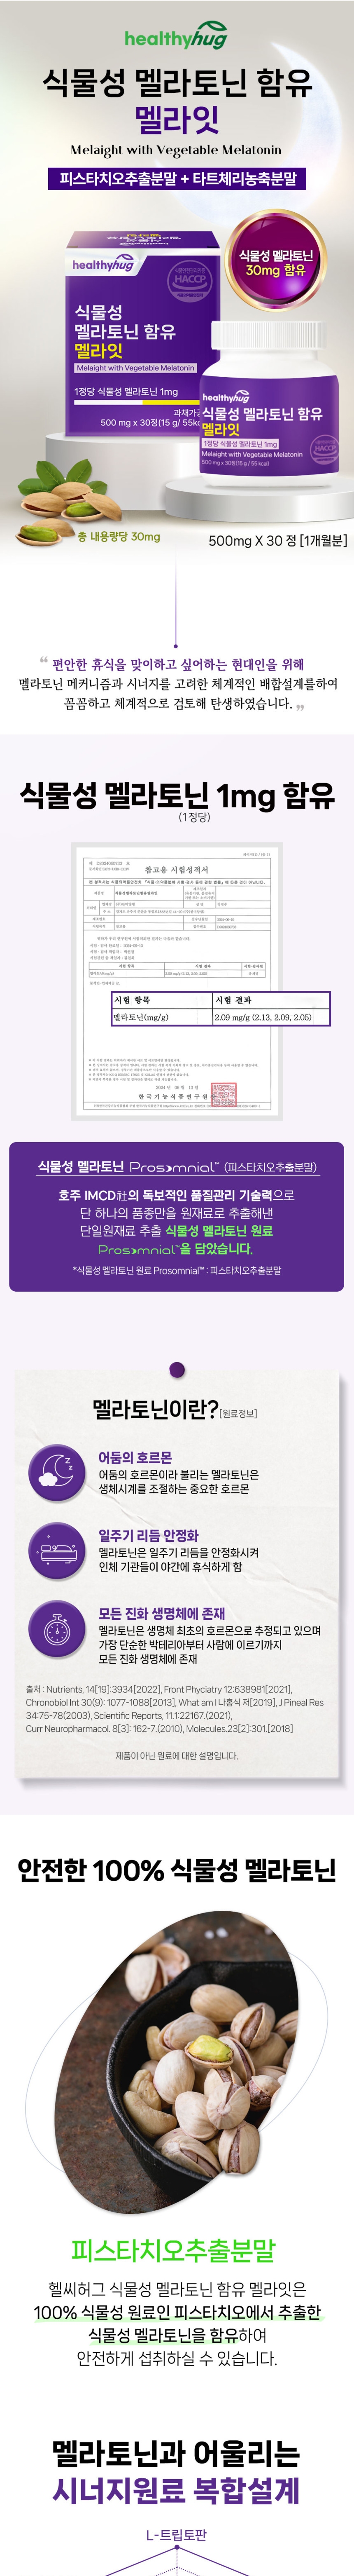 healthyhug
식물성 멜라토닌 함유
멜라잇
Melaight with Vegetable Melatonin
피스타치오추출분말 + 타트체리농축분말
식물성 멜라토닌
30mg 함유
healthyhug
HACCP
식물성
멜라토닌 함유
멜라잇
Melaight with Vegetable Melatonin
1정당 식물성 멜라토닌 1mg
과채가공
500 mg x 30정(15 g/ 55kc
healthyhug
식물성 멜라토닌 함유
멜라잇
1정당 식물성 멜라토닌 1mg
Melaight with Vegetable Melatonin
500 mg x 30정(15 g / 55 kcal)
HACCP
총 내용량당 30mg
500mg X 30 정 [1개월분]
“ 편안한 휴식을 맞이하고 싶어하는 현대인을 위해
멜라토닌 메커니즘과 시너지를 고려한 체계적인 배합설계를하여
꼼꼼하고 체계적으로 검토해 탄생하였습니다. ”
식물성 멜라토닌 1mg 함유
(1정당)
참고용 시험성적서
시험 항목 시험 결과
멜라토닌(mg/g) 2.09 mg/g (2.13, 2.09, 2.05)
2024 년 06 월 13 일
한국기능식품연구원
식물성 멜라토닌 Prosomnial™ (피스타치오추출분말)
호주 IMCD社의 독보적인 품질관리 기술력으로
단 하나의 품종만을 원재료로 추출해낸
단일원재료 추출 식물성 멜라토닌 원료
Prosomnial™을 담았습니다.
*식물성 멜라토닌 원료 Prosomnial™ : 피스타치오추출분말
멜라토닌이란? [원료정보]
어둠의 호르몬
어둠의 호르몬이라 불리는 멜라토닌은
생체시계를 조절하는 중요한 호르몬
일주기 리듬 안정화
멜라토닌은 일주기 리듬을 안정화시켜
인체 기관들이 야간에 휴식하게 함
모든 진화 생명체에 존재
멜라토닌은 생명체 최초의 호르몬으로 추정되고 있으며
가장 단순한 박테리아부터 사람에 이르기까지
모든 진화 생명체에 존재
출처 : Nutrients, 14[19]:3934[2022], Front Phyciatry 12:638981[2021],
Chronobiol Int 30(9): 1077-1088[2013], What am I 나흥식 저[2019], J Pineal Res
34:75-78(2003), Scientific Reports, 11.1:22167.(2021),
Curr Neuropharmacol. 8[3]: 162-7.(2010), Molecules.23[2]:301.[2018]
제품이 아닌 원료에 대한 설명입니다.
안전한 100% 식물성 멜라토닌
피스타치오추출분말
헬씨허그 식물성 멜라토닌 함유 멜라잇은
100% 식물성 원료인 피스타치오에서 추출한
식물성 멜라토닌을 함유하여
안전하게 섭취하실 수 있습니다.
멜라토닌과 어울리는
시너지원료 복합설계
L-트립토판